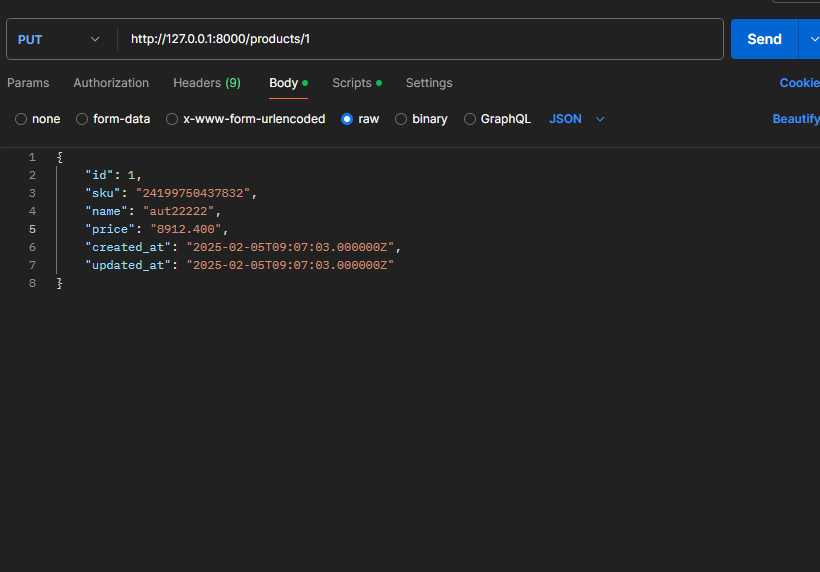 PUT http://127.0.0.1:8000/products/1 Send
Params Authorization Headers (9) Body Scripts Settings Cookie
none form-data x-www-form-urlencoded raw binary GraphQL JSON Beautify
1 {
2 "id": 1,
3 "sku": "24199750437832",
4 "name": "aut22222",
5 "price": "8912.400",
6 "created_at": "2025-02-05T09:07:03.000000Z",
7 "updated_at": "2025-02-05T09:07:03.000000Z"
8 }